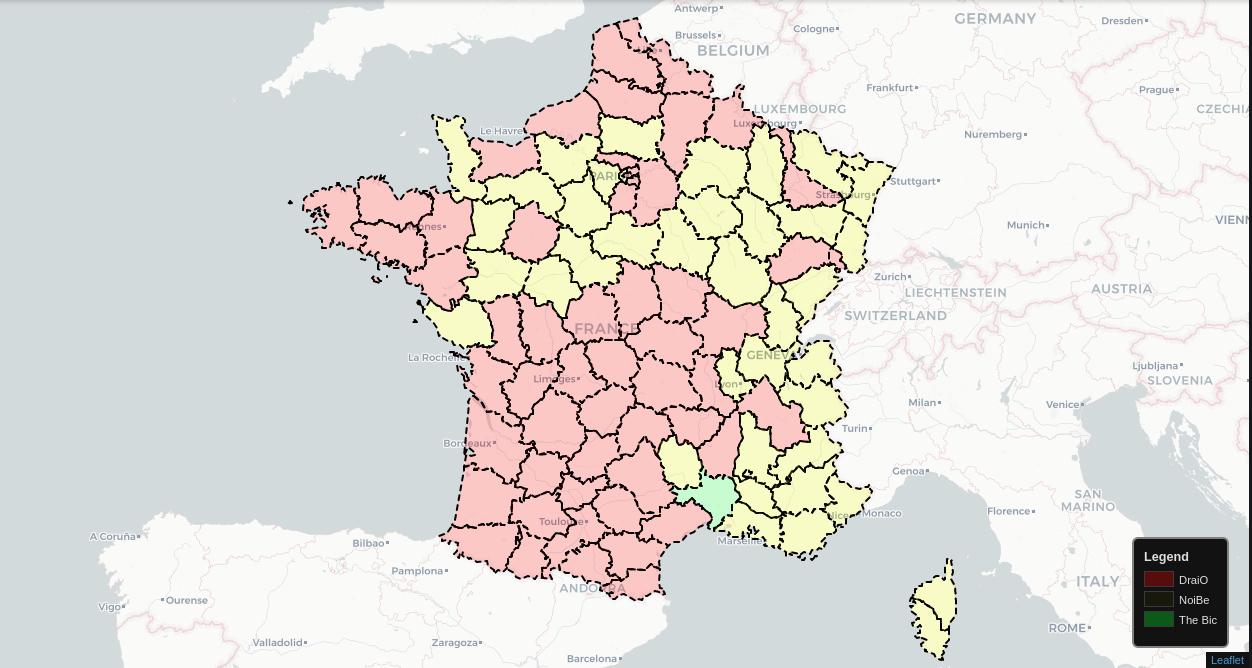 Antwerp
GERMANY
Dresden
Cologne
Brussels
BELGIUM
Frankfurt
Prague
LUXEMBOURG
CZECHIA
Luxembourg
Le Havre
Nuremberg
PARIS
Stuttgart
Strasbourg
VIENN
Rennes
Munich
Zurich
LIECHTENSTEIN
AUSTRIA
SWITZERLAND
FRANCE
La Rochelle
GENEVA
Ljubljana
Limoges
SLOVENIA
Lyon
Milan
Venice
Turin
Bordeaux
Genoa
SAN
MARINO
Nice
Monaco
Florence
Toulouse
A Coruña
Bilbao
Marseille
Legend
Pamplona
ANDORRA
DraiO
ITALY
NoiBe
Vigo
Ourense
The Bic
ROME
Valladolid
Zaragoza
Barcelona
Leaflet